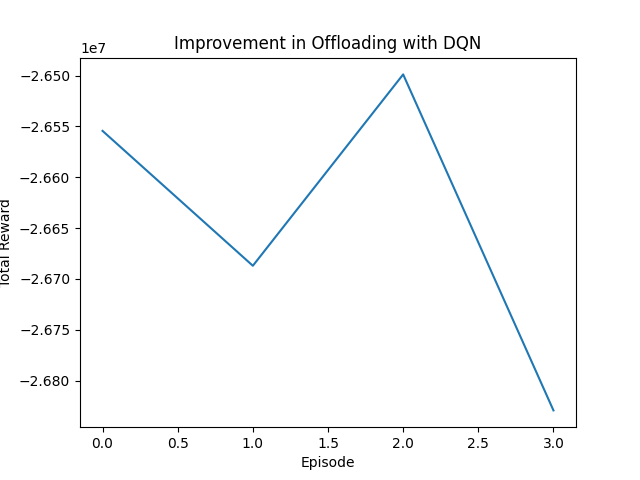 Improvement in Offloading with DQN
1e7
−2.650
−2.655
−2.660
−2.665
−2.670
−2.675
−2.680
Total Reward
0.0 0.5 1.0 1.5 2.0 2.5 3.0
Episode